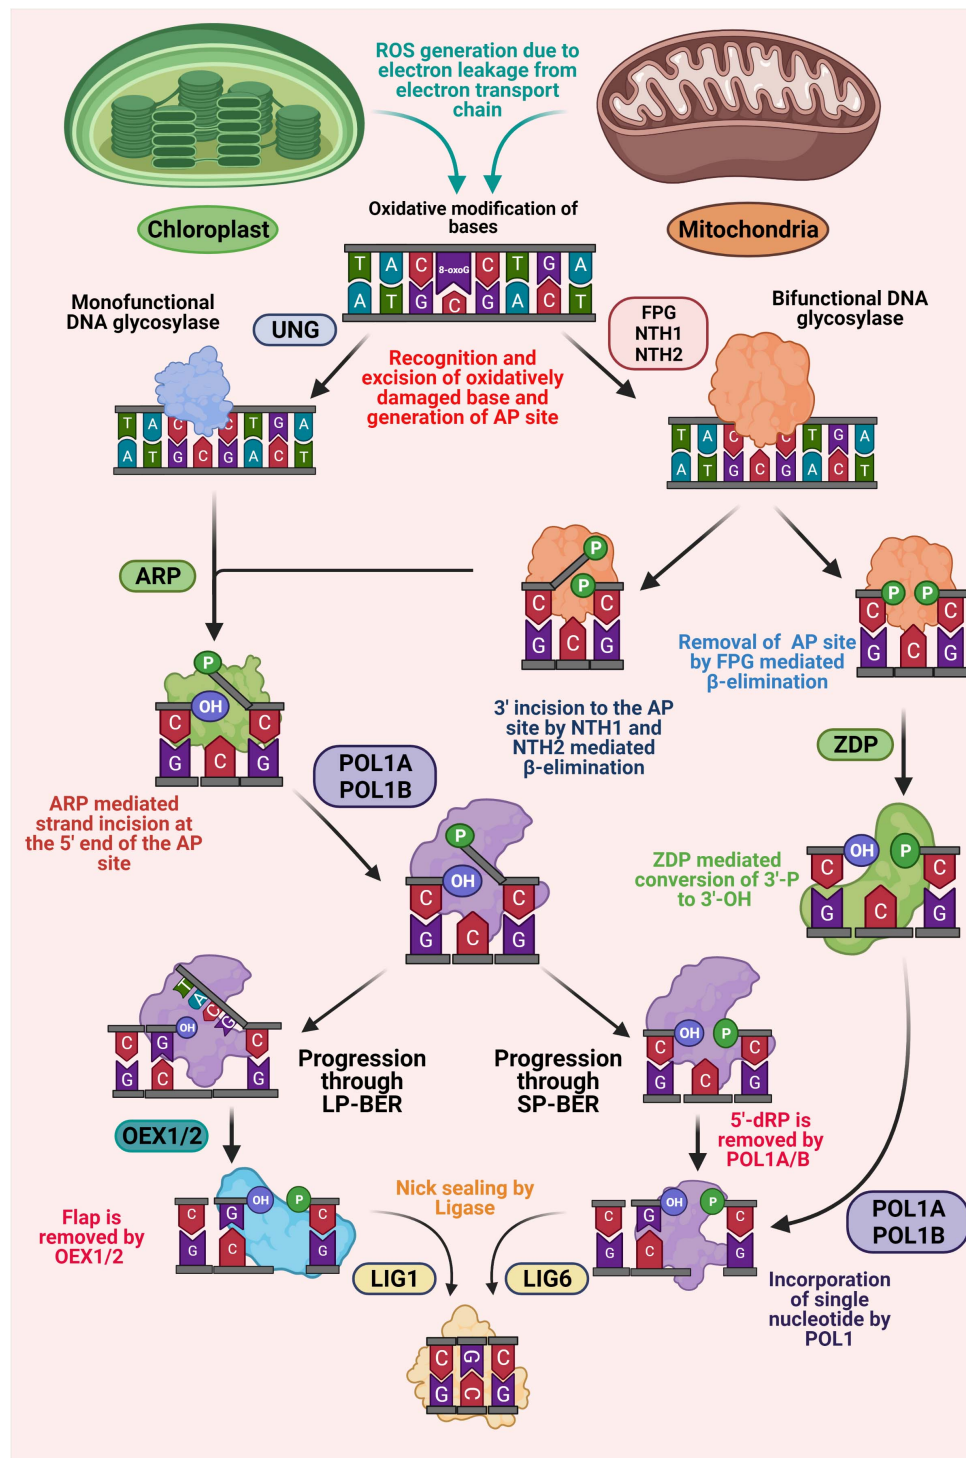 ROS generation due to
electron leakage from
electron transport
chain
Chloroplast
Mitochondria
Oxidative modification of
bases
T A C 8-oxoG C T G A
A T G C G A C T
Monofunctional
DNA glycosylase
UNG
FPG
NTH1
NTH2
Bifunctional DNA
glycosylase
Recognition and
excision of oxidatively
damaged base and
generation of AP site
T A C C T G A
A T G C G A C T
T A C C T G A
A T G C G A C T
ARP
P
P
C C
G C G
P P
C C
G C G
Removal of AP site
by FPG mediated
β-elimination
3' incision to the AP
site by NTH1 and
NTH2 mediated
β-elimination
ZDP
P
OH
C C
G C G
ARP mediated
strand incision at
the 5' end of the AP
site
POL1A
POL1B
P
OH
C C
G C G
ZDP mediated
conversion of 3'-P
to 3'-OH
OH P
C C
G C G
T
A
C
G
OH
C G C
G C G
Progression
through
LP-BER
Progression
through
SP-BER
OH P
C C
G C G
OEX1/2
5'-dRP is
removed by
POL1A/B
Flap is
removed by
OEX1/2
OH P
C G C
G C G
Nick sealing by
Ligase
LIG1
LIG6
OH P
C G C
G C G
POL1A
POL1B
Incorporation
of single
nucleotide by
POL1
C G C
G C G